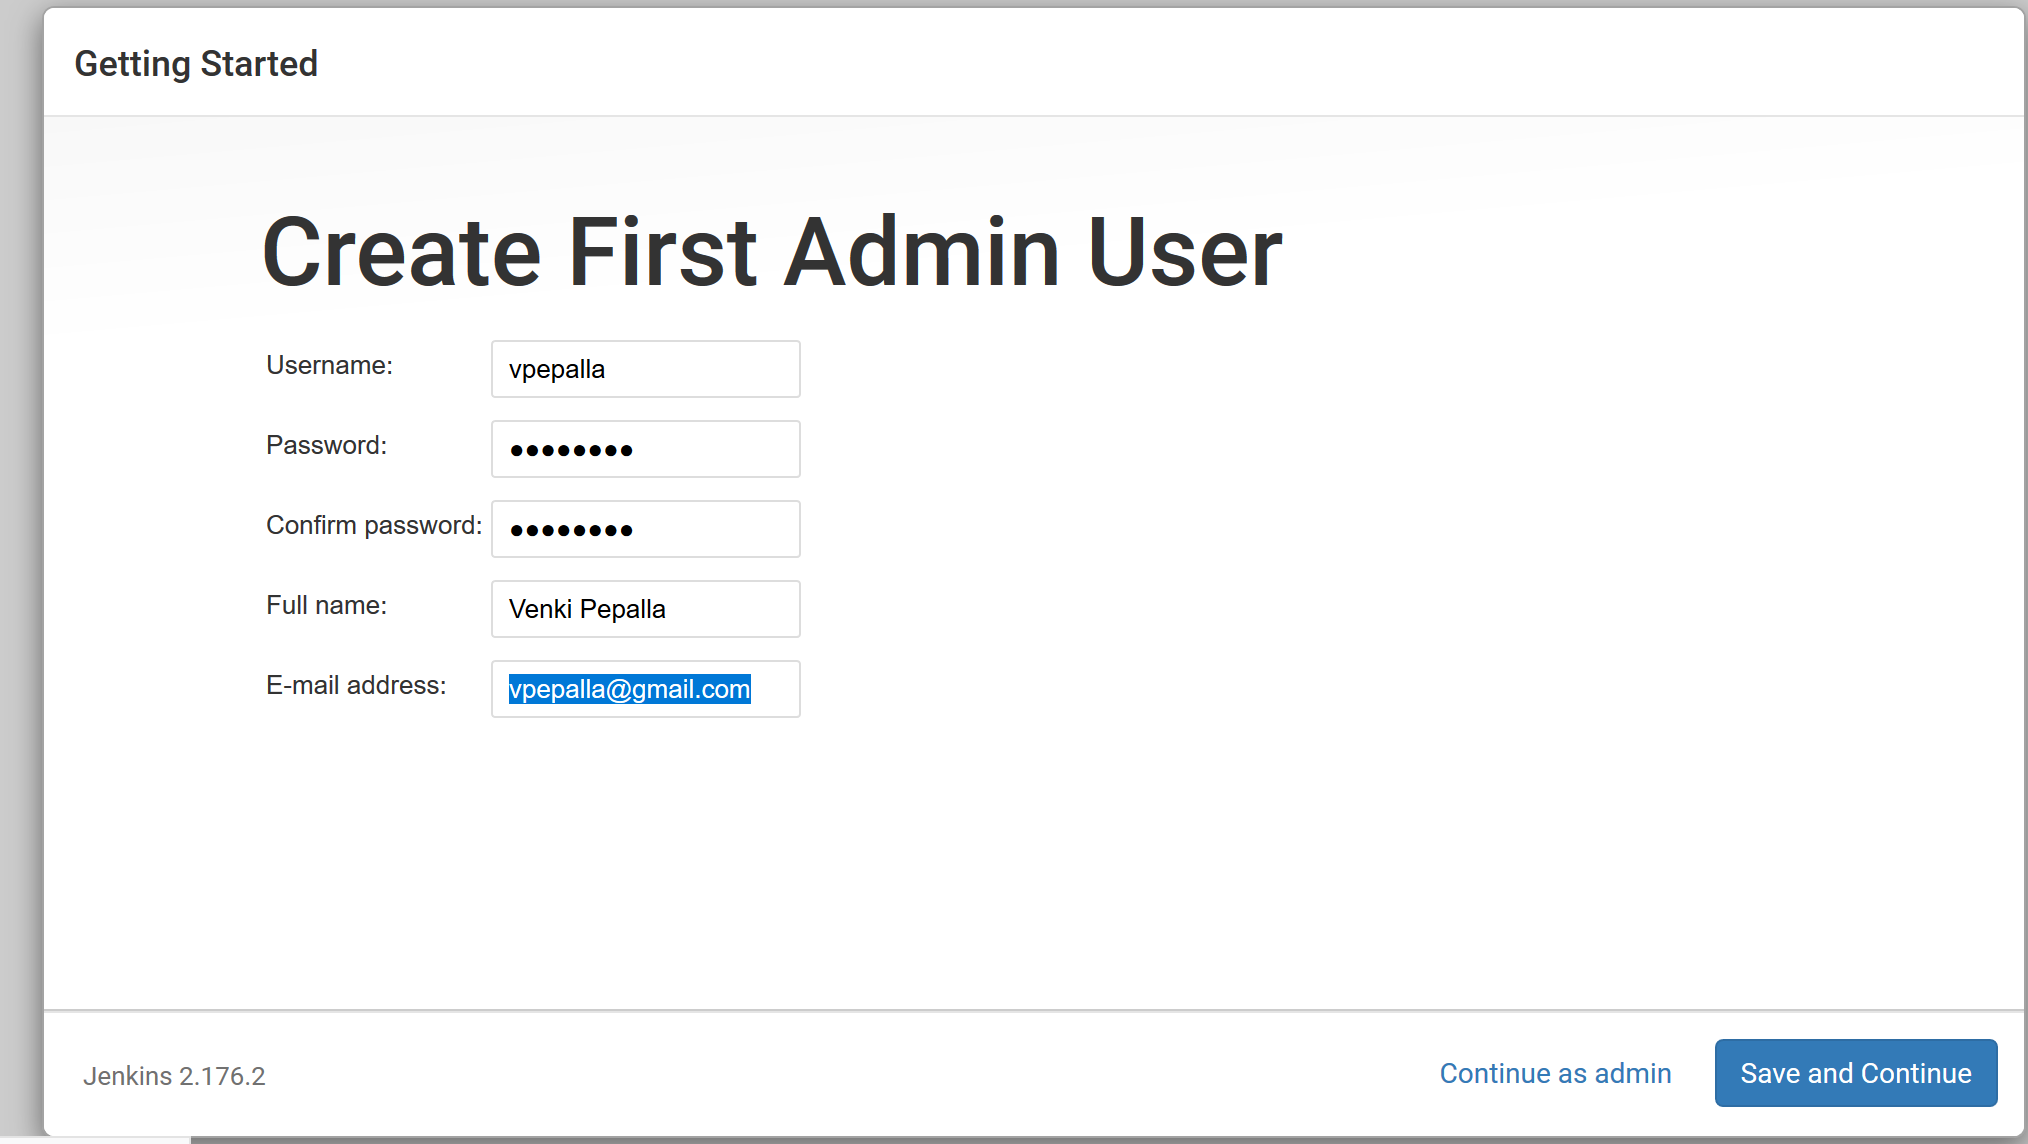 Getting Started
Create First Admin User
Username: vpepalla
Password: ••••••••
Confirm password: ••••••••
Full name: Venki Pepalla
E-mail address: vpepalla@gmail.com
Jenkins 2.176.2 Continue as admin Save and Continue